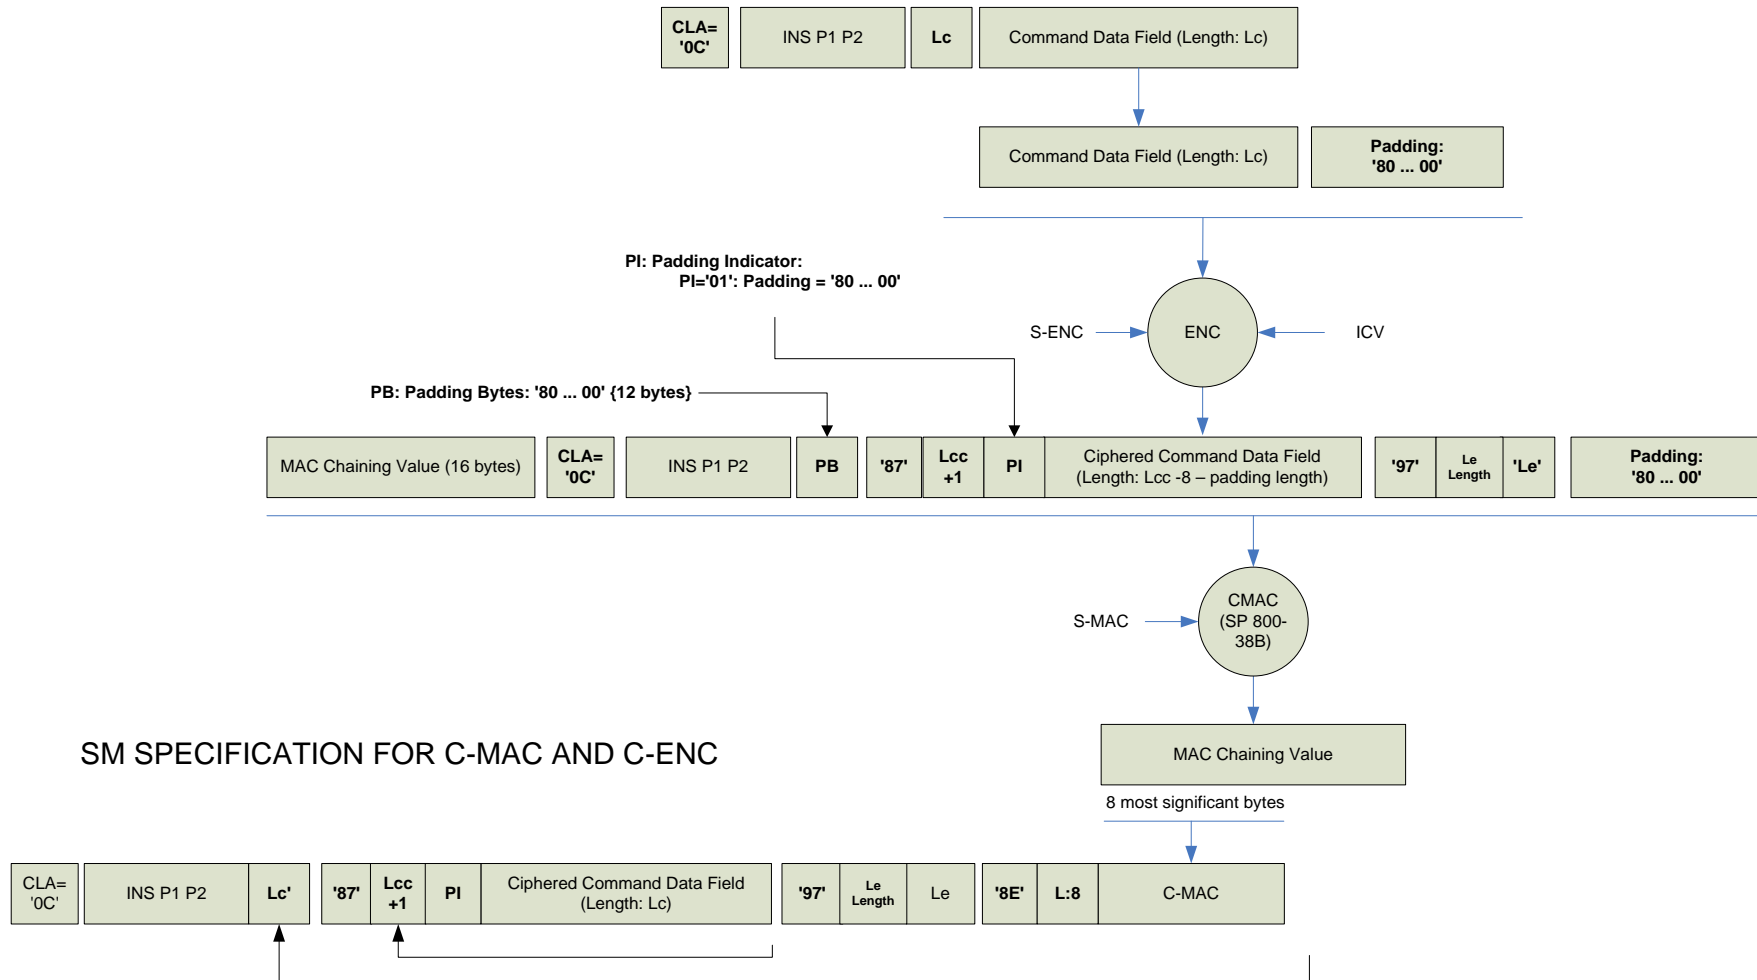 CLA=
'0C'
INS P1 P2
Lc
Command Data Field (Length: Lc)
Command Data Field (Length: Lc)
Padding:
'80 ... 00'
PI: Padding Indicator:
PI='01': Padding = '80 ... 00'
S-ENC
ENC
ICV
PB: Padding Bytes: '80 ... 00' {12 bytes}
MAC Chaining Value (16 bytes)
CLA=
'0C'
INS P1 P2
PB
'87'
Lcc
+1
PI
Ciphered Command Data Field
(Length: Lcc -8 – padding length)
'97'
Le
Length
'Le'
Padding:
'80 ... 00'
S-MAC
CMAC
(SP 800-
38B)
SM SPECIFICATION FOR C-MAC AND C-ENC
MAC Chaining Value
8 most significant bytes
CLA=
'0C'
INS P1 P2
Lc'
'87'
Lcc
+1
PI
Ciphered Command Data Field
(Length: Lc)
'97'
Le
Length
Le
'8E'
L:8
C-MAC